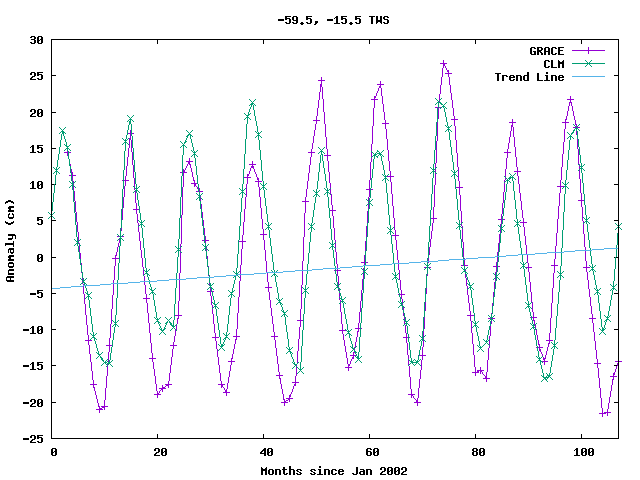 -59.5, -15.5 TWS
30
25
20
15
10
5
0
-5
-10
-15
-20
-25
GRACE
CLM
Trend Line
Anomaly (cm)
0 20 40 60 80 100
Months since Jan 2002